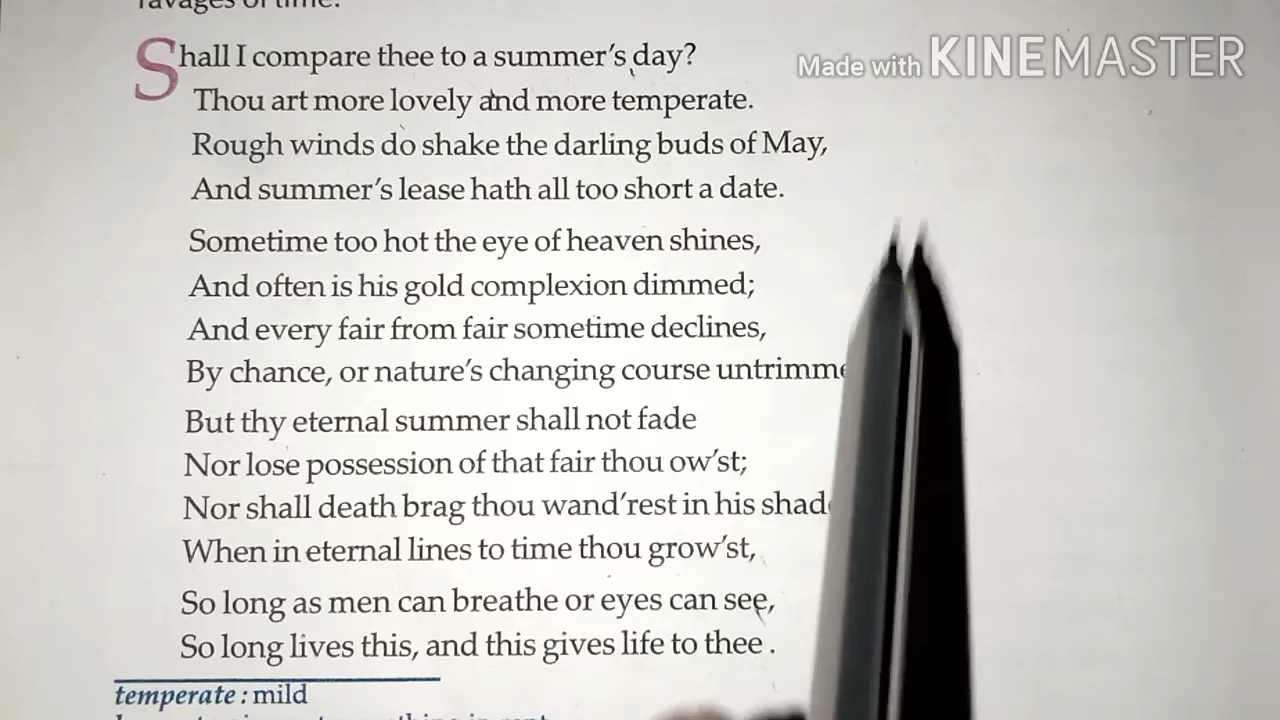 ravages of time.
Shall I compare thee to a summer's day?
Made with KINEMASTER
Thou art more lovely and more temperate.
Rough winds do shake the darling buds of May,
And summer's lease hath all too short a date.
Sometime too hot the eye of heaven shines,
And often is his gold complexion dimmed;
And every fair from fair sometime declines,
By chance, or nature's changing course
But thy eternal summer shall not fade
Nor lose possession of that fair thou ow'st;
Nor shall death brag thou wand'rest in his
When in eternal lines to time thou grow'st,
So long as men can breathe or eyes can see,
So long lives this, and this gives life to thee .
temperate : mild